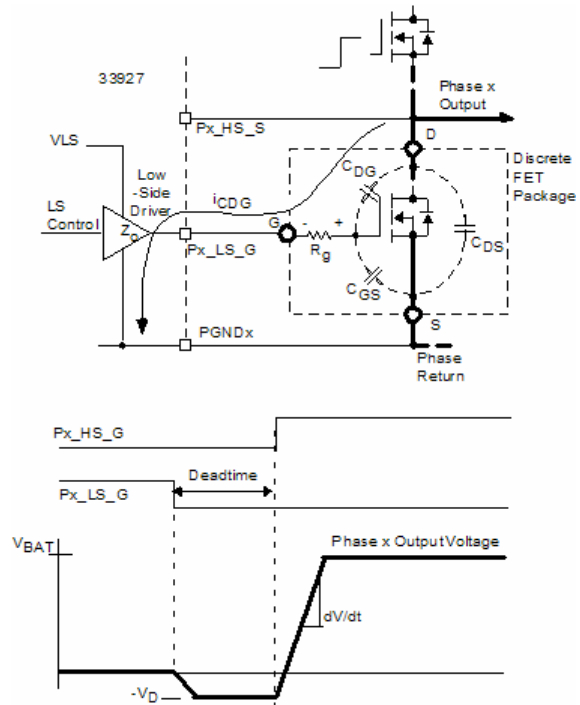 33927
Phase x
Output
Px_HS_S
D
VLS
Low
-Side
Driver
iCDG
CDG
Discrete
FET
Package
LS
Control
Zo
G
-
+
Px_LS_G
Rg
CDS
CGS
S
PGNDx
Phase
Return
Px_HS_G
Deadtime
Px_LS_G
VBAT
Phase x Output Voltage
dV/dt
-VD